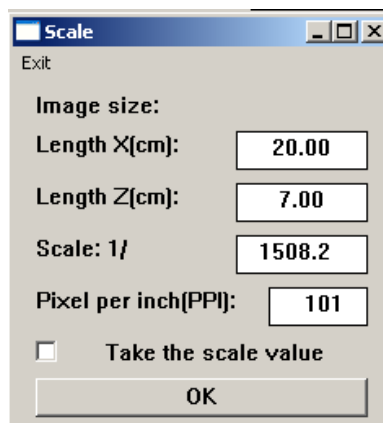 Scale
Exit
Image size:
Length X(cm): 20.00
Length Z(cm): 7.00
Scale: 1/ 1508.2
Pixel per inch(PPI): 101
Take the scale value
OK